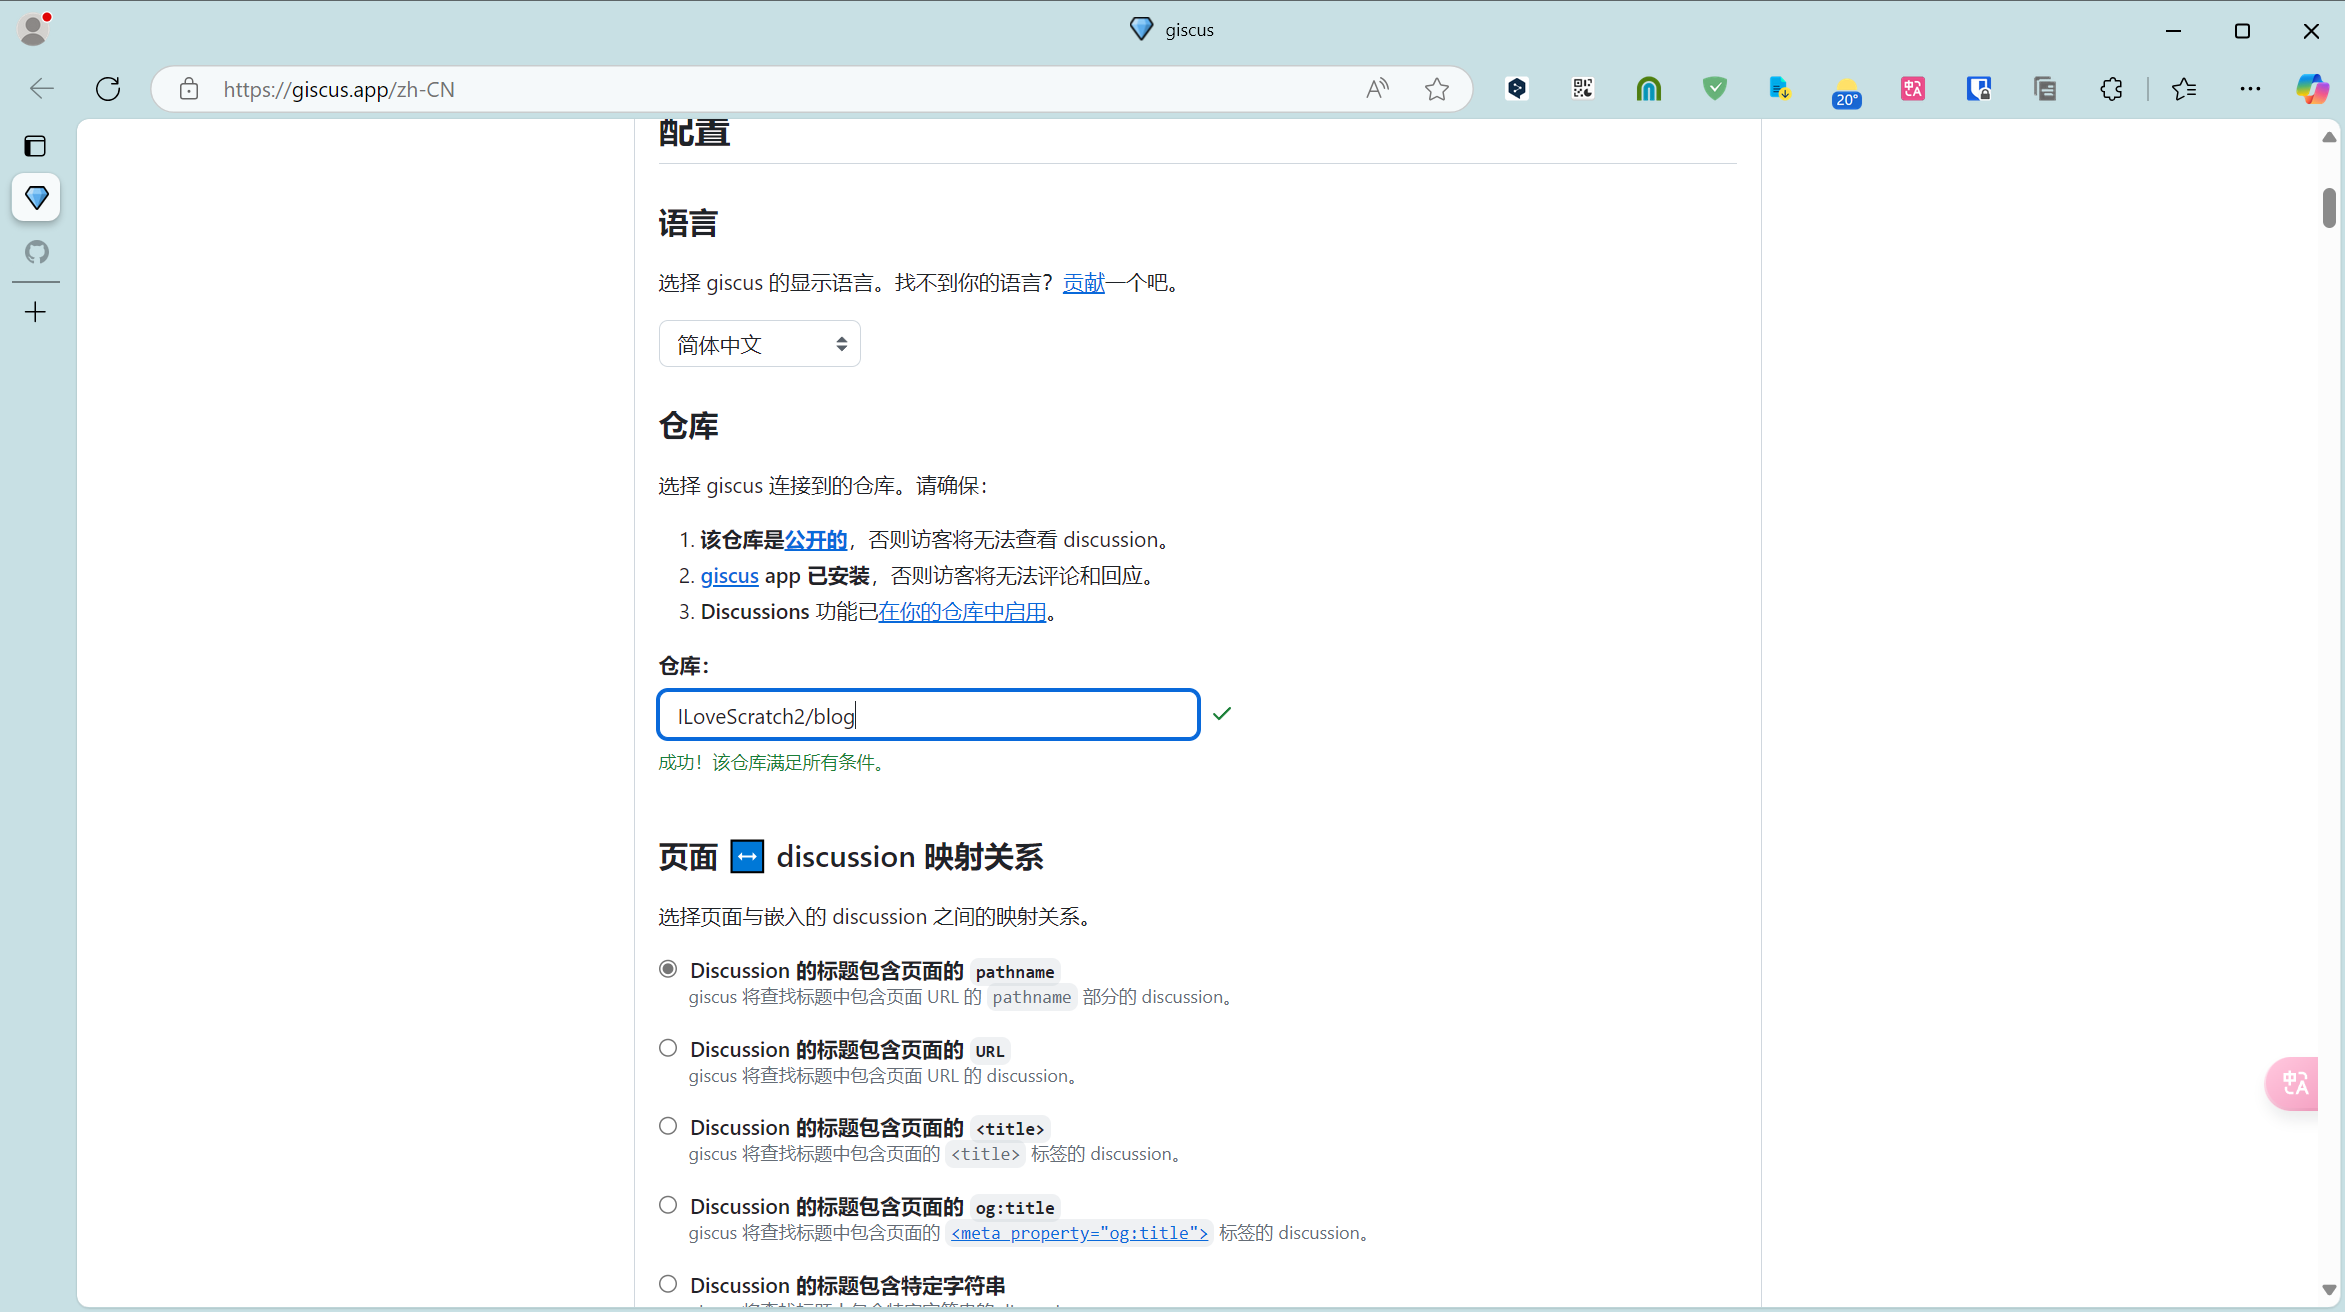 giscus
https://giscus.app/zh-CN
20°
配置
语言
选择 giscus 的显示语言。找不到你的语言？贡献一个吧。
简体中文
仓库
选择 giscus 连接到的仓库。请确保：
1. 该仓库是公开的，否则访客将无法查看 discussion。
2. giscus app 已安装，否则访客将无法评论和回应。
3. Discussions 功能已在你的仓库中启用。
仓库：
ILoveScratch2/blog
成功！该仓库满足所有条件。
页面 ↔ discussion 映射关系
选择页面与嵌入的 discussion 之间的映射关系。
Discussion 的标题包含页面的 pathname
giscus 将查找标题中包含页面 URL 的 pathname 部分的 discussion。
Discussion 的标题包含页面的 URL
giscus 将查找标题中包含页面 URL 的 discussion。
Discussion 的标题包含页面的 <title>
giscus 将查找标题中包含页面的 <title> 标签的 discussion。
Discussion 的标题包含页面的 og:title
giscus 将查找标题中包含页面的 <meta property="og:title"> 标签的 discussion。
Discussion 的标题包含特定字符串